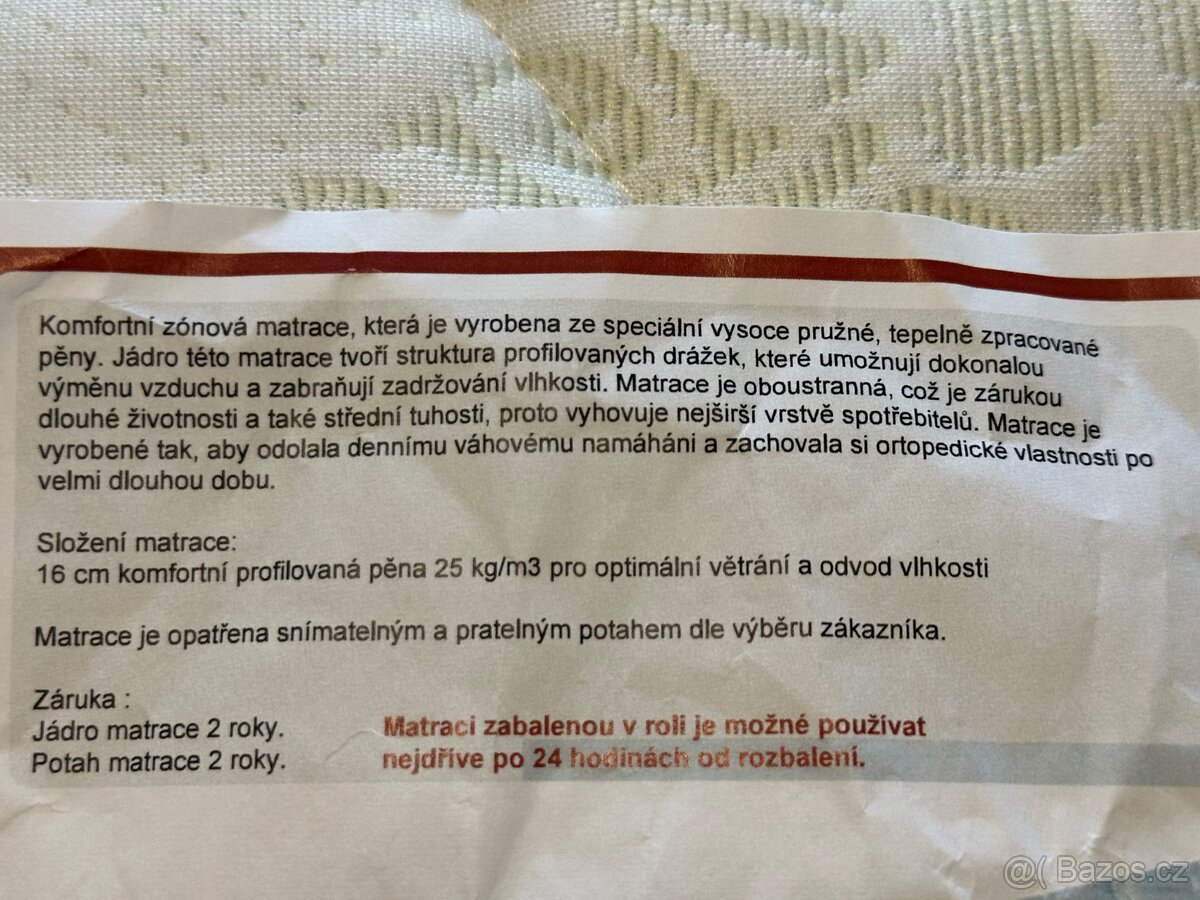 Komfortní zónová matrace, která je vyrobena ze speciální vysoce pružné, tepelně zpracované
pěny. Jádro této matrace tvoří struktura profilovaných drážek, které umožnují dokonalou
výměnu vzduchu a zabraňují zadržování vlhkosti. Matrace je oboustranná, což je zárukou
dlouhé životnosti a také střední tuhosti, proto vyhovuje nejširší vrstvě spotřebitelů. Matrace je
vyrobené tak, aby odolala dennímu váhovému namáháni a zachovala si ortopedické vlastnosti po
velmi dlouhou dobu.
Složení matrace:
16 cm komfortní profilovaná pěna 25 kg/m3 pro optimální větrání a odvod vlhkosti
Matrace je opatřena snímatelným a pratelným potahem dle výběru zákazníka.
Záruka :
Jádro matrace 2 roky.
Potah matrace 2 roky.
Matraci zabalenou v roli je možné používat
nejdříve po 24 hodinách od rozbalení.
@( Bazos.cz